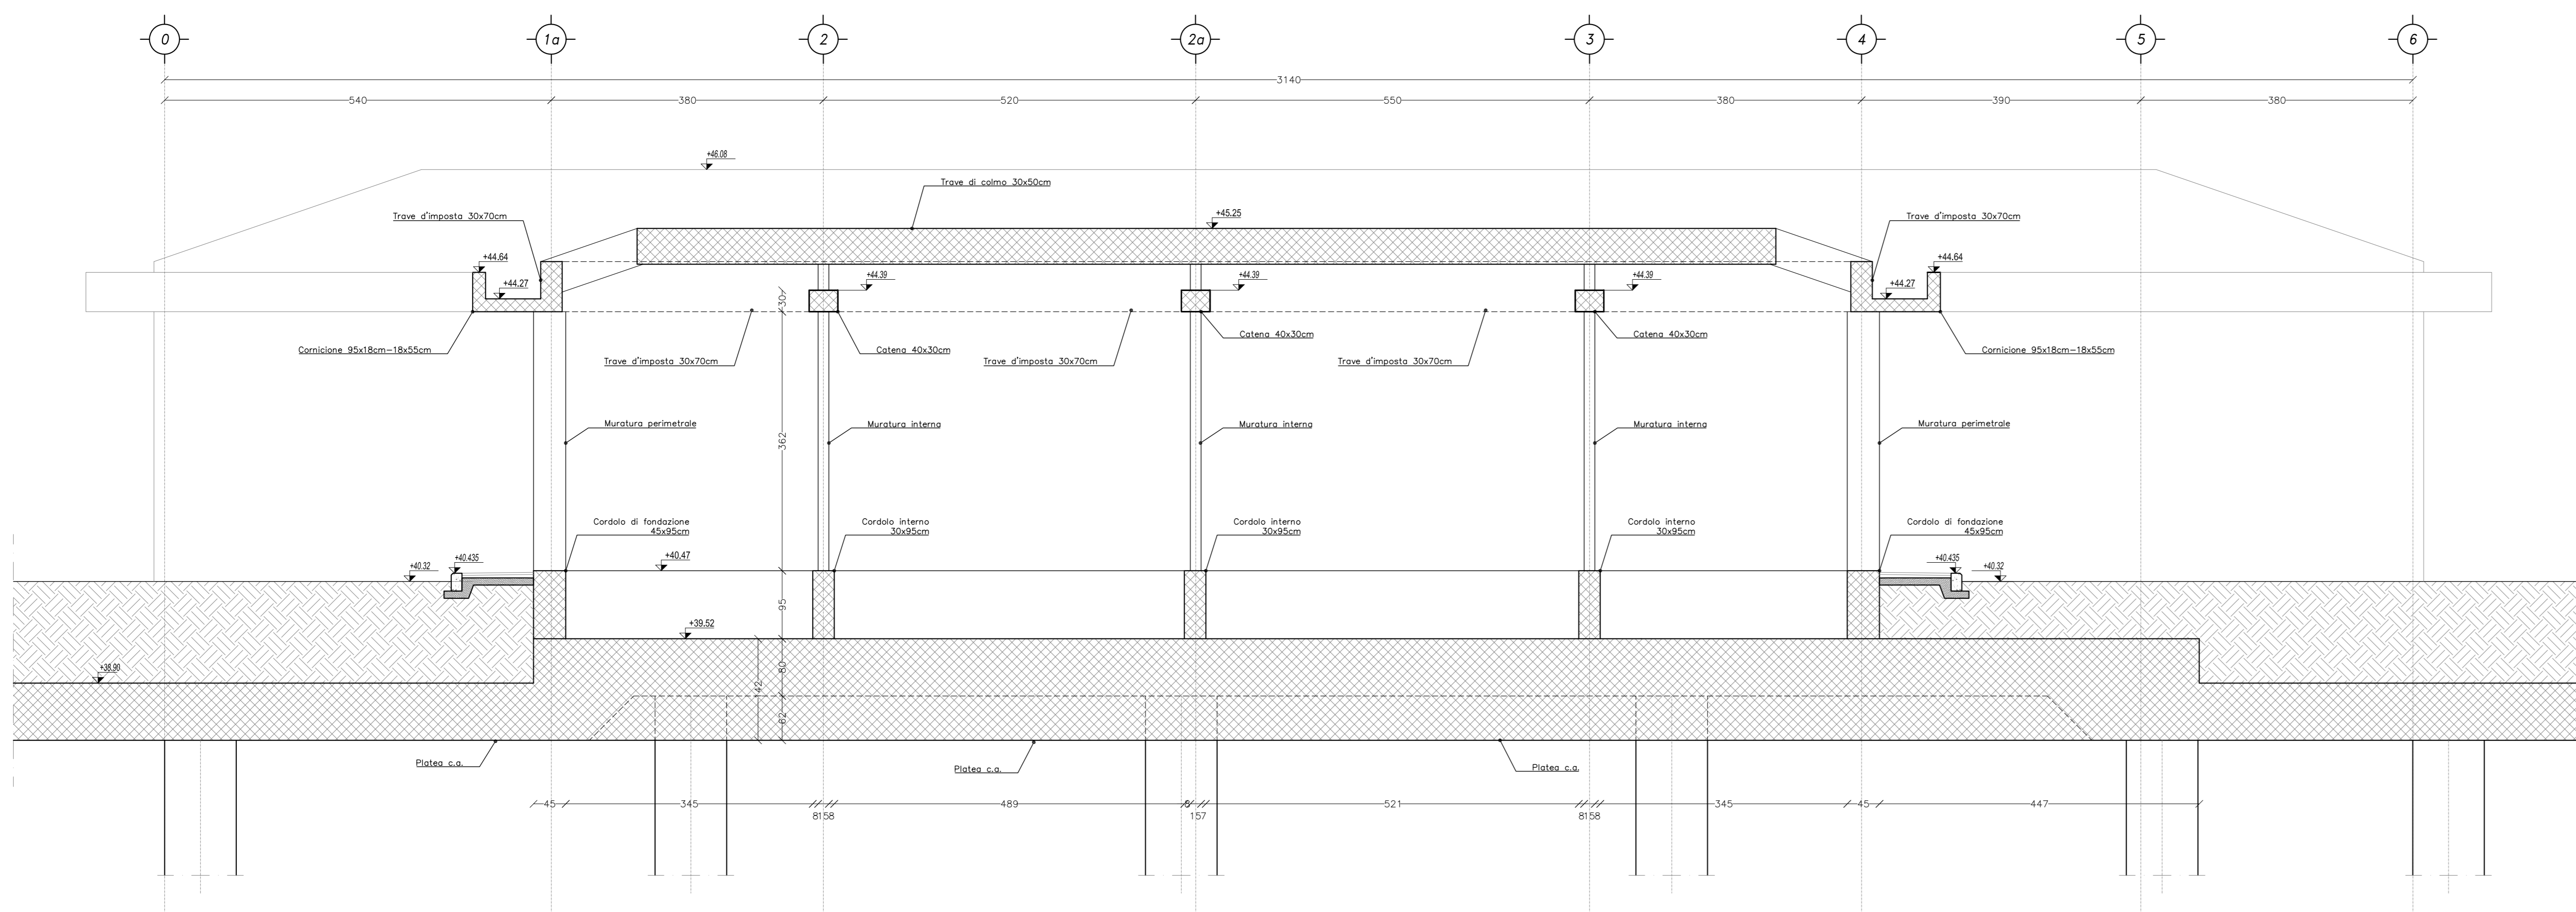 0
1a
2
2a
3
4
5
6
3140
540
380
520
550
380
390
380
+46.08
Trave di colmo 30x50cm
Trave d'imposta 30x70cm
+45.25
Trave d'imposta 30x70cm
+44.64
+44.27
+44.39
+44.39
+44.39
+44.64
+44.27
30
Cornicione 95x18cm-18x55cm
Trave d'imposta 30x70cm
Catena 40x30cm
Trave d'imposta 30x70cm
Catena 40x30cm
Trave d'imposta 30x70cm
Catena 40x30cm
Cornicione 95x18cm-18x55cm
Muratura perimetrale
362
Muratura interna
Muratura interna
Muratura interna
Muratura perimetrale
Cordolo di fondazione
45x95cm
Cordolo interno
30x95cm
Cordolo interno
30x95cm
Cordolo interno
30x95cm
Cordolo di fondazione
45x95cm
+40.32
+40.435
+40.47
+40.435
+40.32
95
+39.52
+38.90
80
42
62
Platea c.a.
Platea c.a.
Platea c.a.
45
345
8158
489
6
157
521
8158
345
45
447